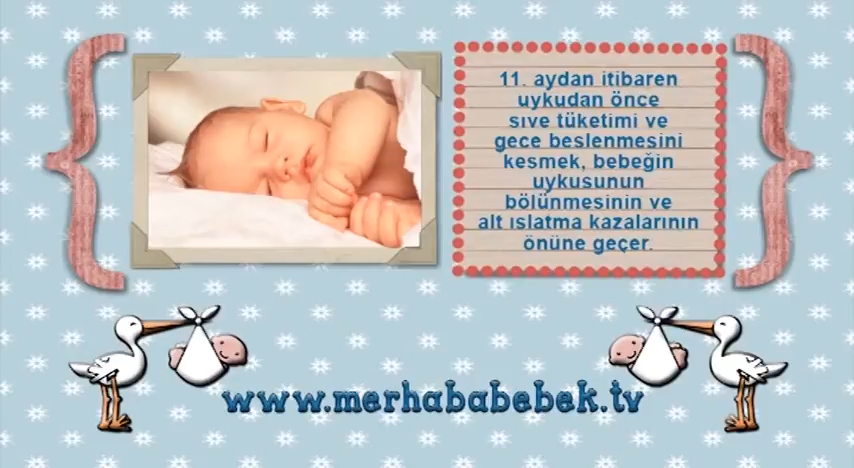 11. aydan itibaren
uykudan önce
sıve tüketimi ve
gece beslenmesini
kesmek, bebeğin
uykusunun
bölünmesinin ve
alt ıslatma kazalarının
önüne geçer.
www.merhababebek.tv